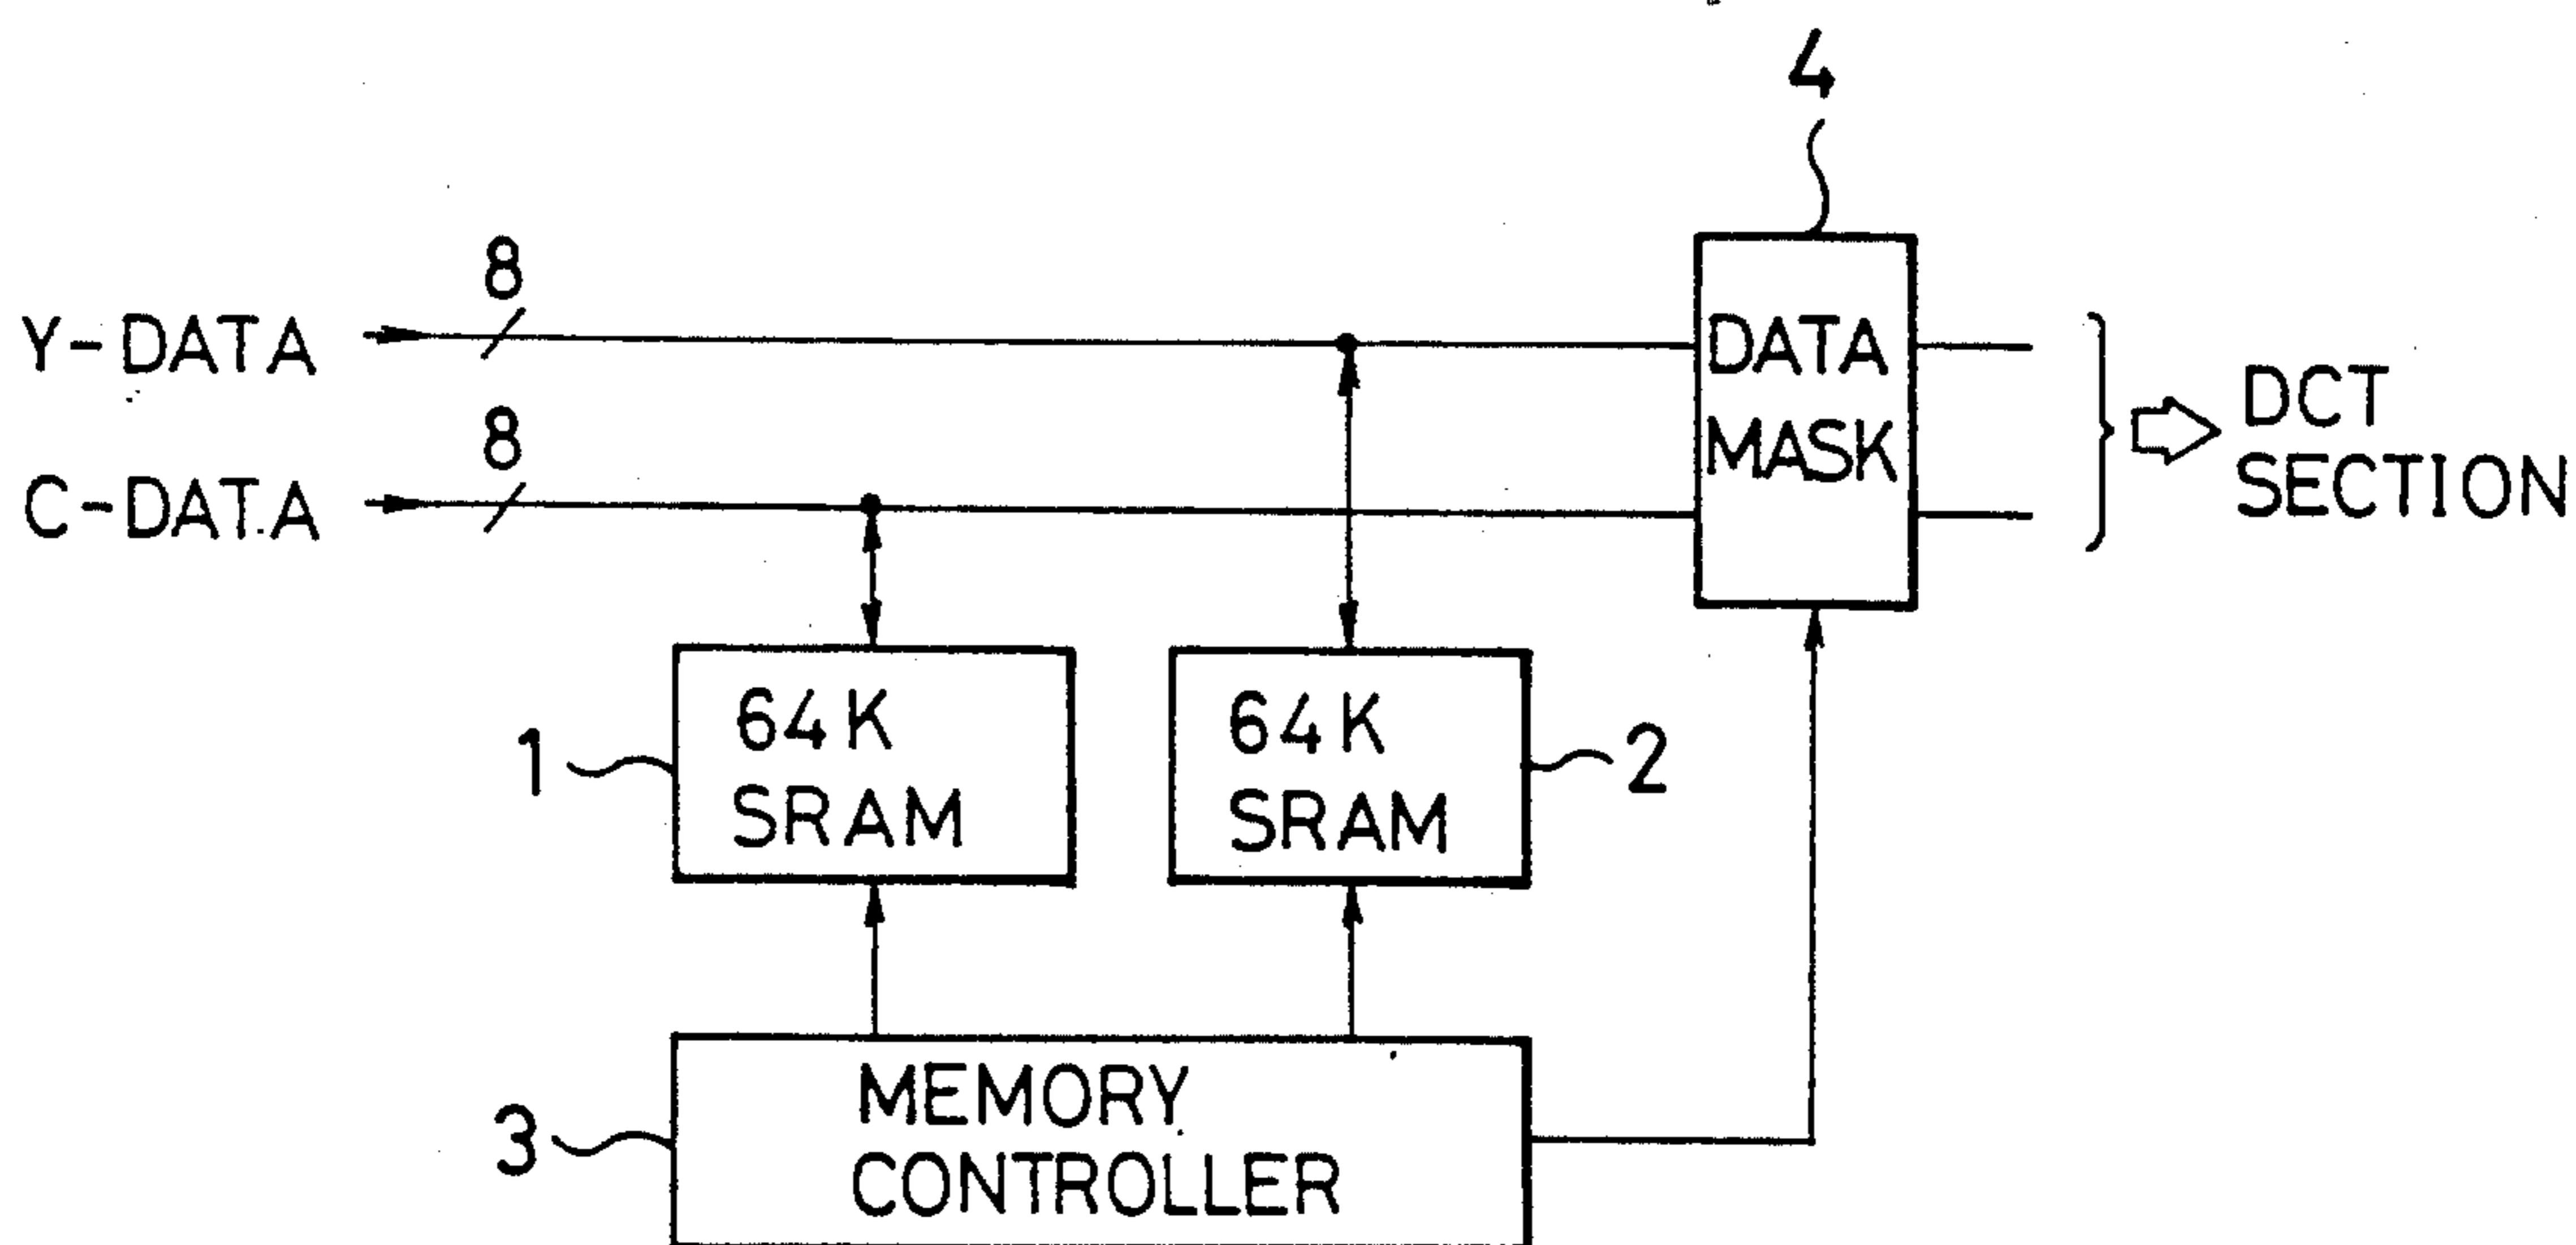 4
8
Y-DATA
DATA
MASK
8
C-DATA
DCT
SECTION
1
64K
SRAM
64K
SRAM
2
3
MEMORY
CONTROLLER